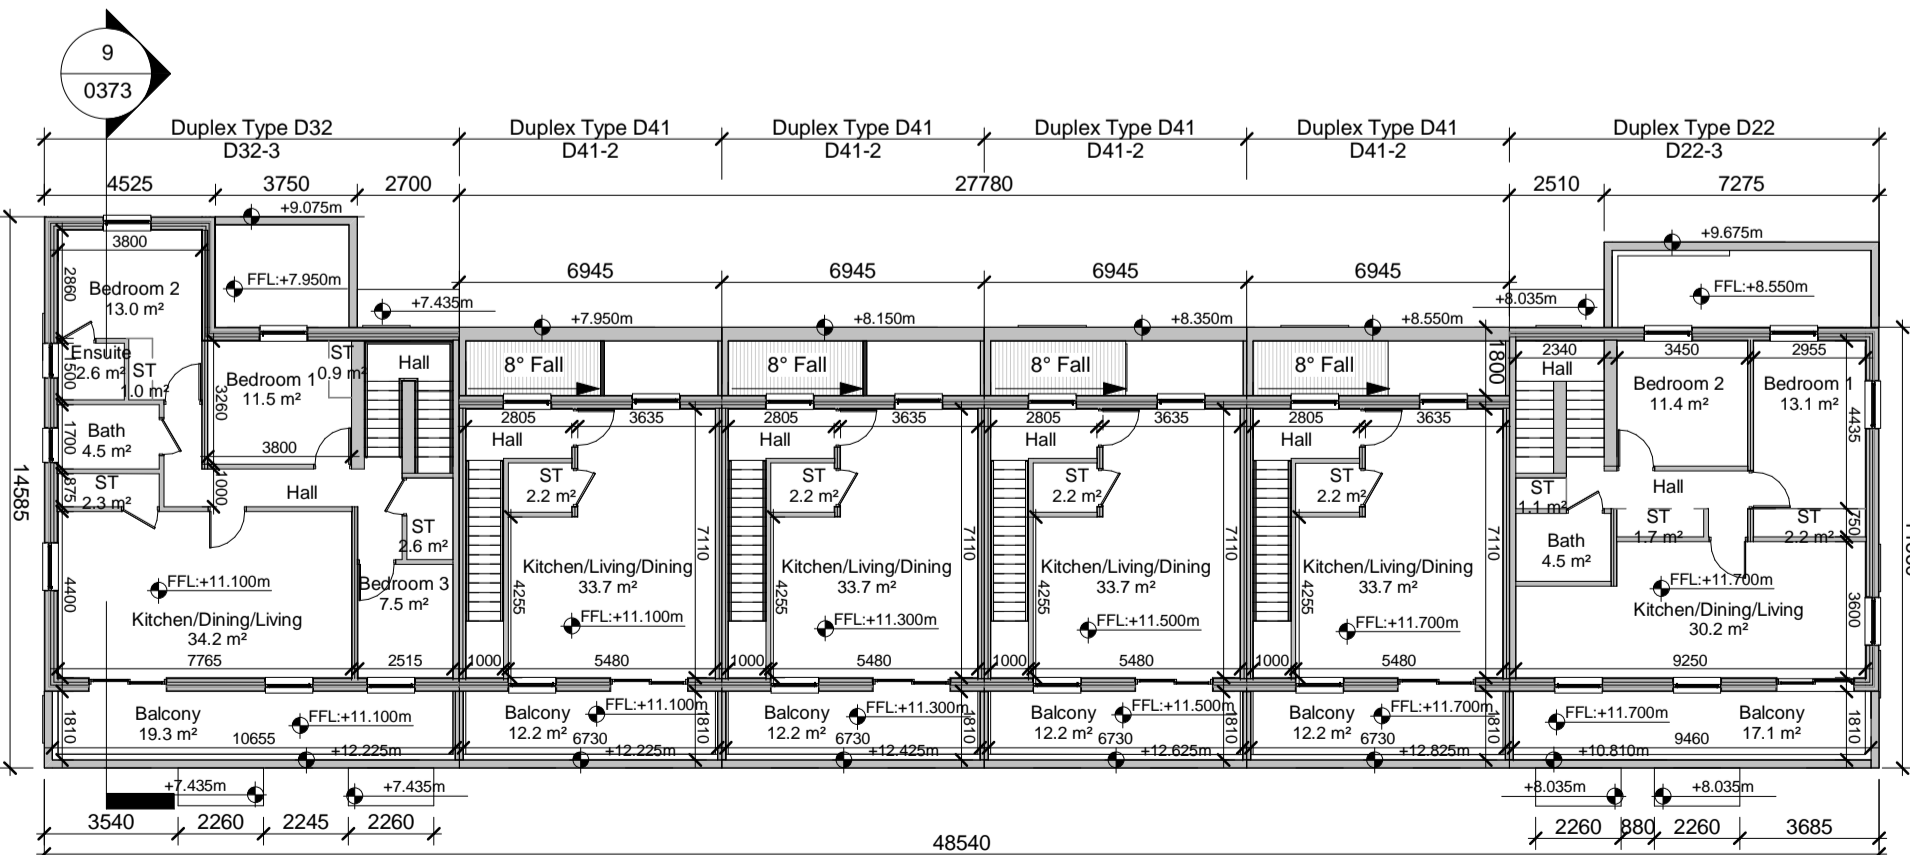 9
0373
Duplex Type D32
D32-3
Duplex Type D41
D41-2
Duplex Type D41
D41-2
Duplex Type D41
D41-2
Duplex Type D41
D41-2
Duplex Type D22
D22-3
4525
3750
2700
27780
2510
7275
+9.075m
+9.675m
3800
6945
6945
6945
6945
2860
Bedroom 2
13.0 m²
FFL:+7.950m
+7.435m
+8.035m
FFL:+8.550m
+7.950m
+8.150m
+8.350m
+8.550m
1800
Ensuite
2.6 m²
1500
ST
1.0 m²
Bedroom 1
11.5 m²
ST
0.9 m²
3260
Hall
8° Fall
8° Fall
8° Fall
8° Fall
2340
Hall
3450
2955
Bedroom 2
11.4 m²
Bedroom 1
13.1 m²
4435
Bath
4.5 m²
1700
3800
2805
3635
2805
3635
2805
3635
2805
3635
Hall
Hall
Hall
Hall
ST
2.3 m²
875
1000
Hall
ST
2.2 m²
ST
2.2 m²
ST
2.2 m²
ST
2.2 m²
ST
1.1 m²
Hall
14585
ST
2.6 m²
7110
7110
7110
7110
Bath
4.5 m²
ST
1.7 m²
ST
2.2 m²
750
4400
FFL:+11.100m
Kitchen/Dining/Living
34.2 m²
Bedroom 3
7.5 m²
4255
Kitchen/Living/Dining
33.7 m²
FFL:+11.100m
4255
Kitchen/Living/Dining
33.7 m²
FFL:+11.300m
4255
Kitchen/Living/Dining
33.7 m²
FFL:+11.500m
4255
Kitchen/Living/Dining
33.7 m²
FFL:+11.700m
FFL:+11.700m
Kitchen/Dining/Living
30.2 m²
3600
7765
2515
1000
5480
1000
5480
1000
5480
1000
5480
9250
1810
Balcony
19.3 m²
FFL:+11.100m
10655
+12.225m
Balcony
12.2 m²
FFL:+11.100m
1810
6730
+12.225m
Balcony
12.2 m²
FFL:+11.300m
1810
6730
+12.425m
Balcony
12.2 m²
FFL:+11.500m
1810
6730
+12.625m
Balcony
12.2 m²
FFL:+11.700m
1810
6730
+12.825m
FFL:+11.700m
Balcony
17.1 m²
1810
9460
+10.810m
+7.435m
+7.435m
+8.035m
+8.035m
3540
2260
2245
2260
2260
880
2260
3685
48540